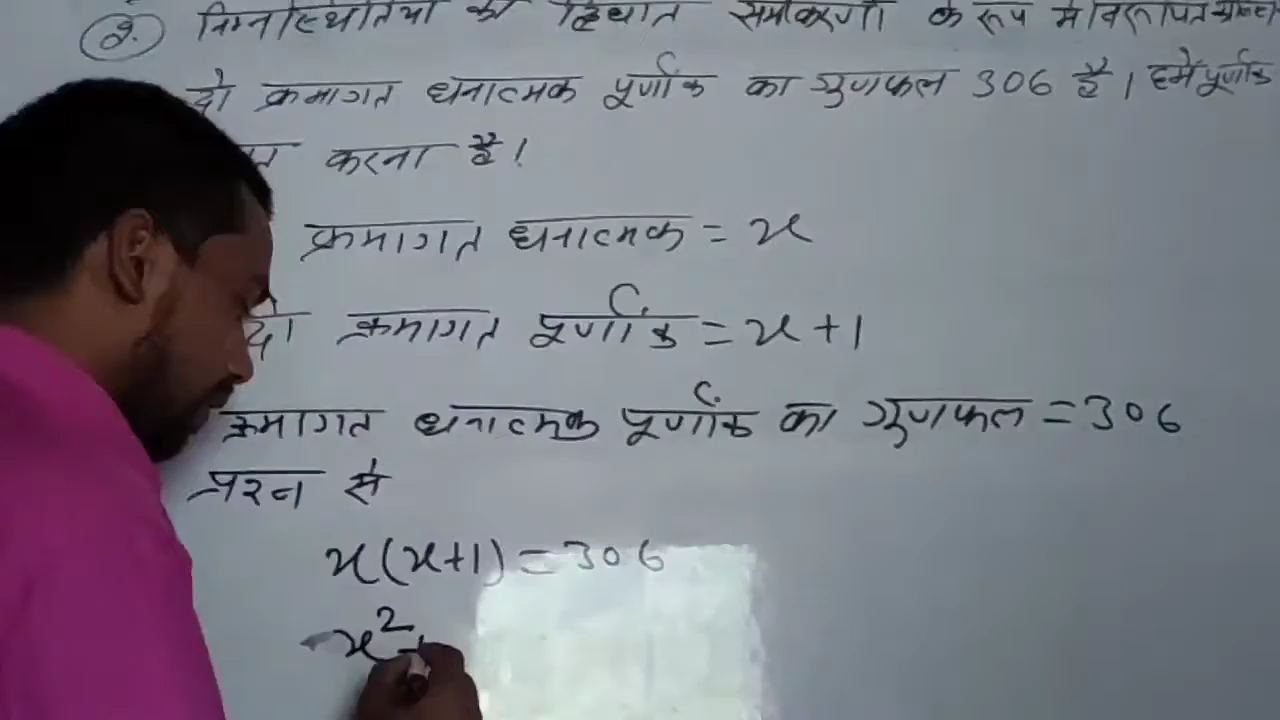 2. निम्न स्थितियों को द्विघात समीकरणों के रूप में निरूपित
दो क्रमागत धनात्मक पूर्णांक का गुणफल 306 है। हमें पूर्णांक
करना है।
क्रमागत धनात्मक = x
दो क्रमागत पूर्णांक = x+1
क्रमागत धनात्मक पूर्णांक का गुणफल = 306
प्रश्न से
x(x+1) = 306
x²+